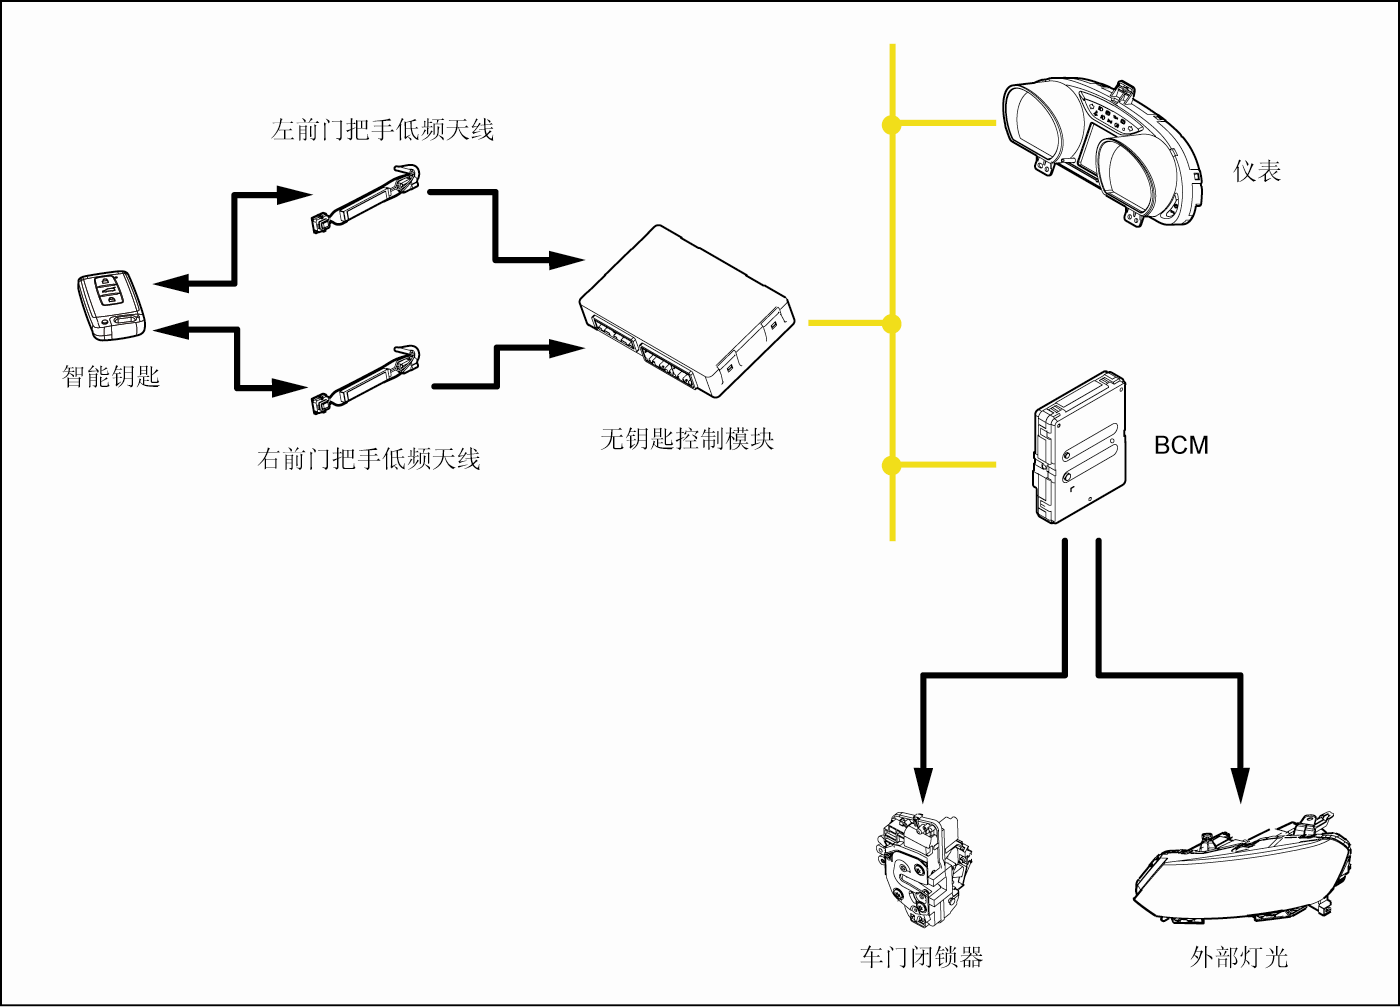 左前门把手低频天线
仪表
智能钥匙
无钥匙控制模块
BCM
右前门把手低频天线
车门闭锁器
外部灯光